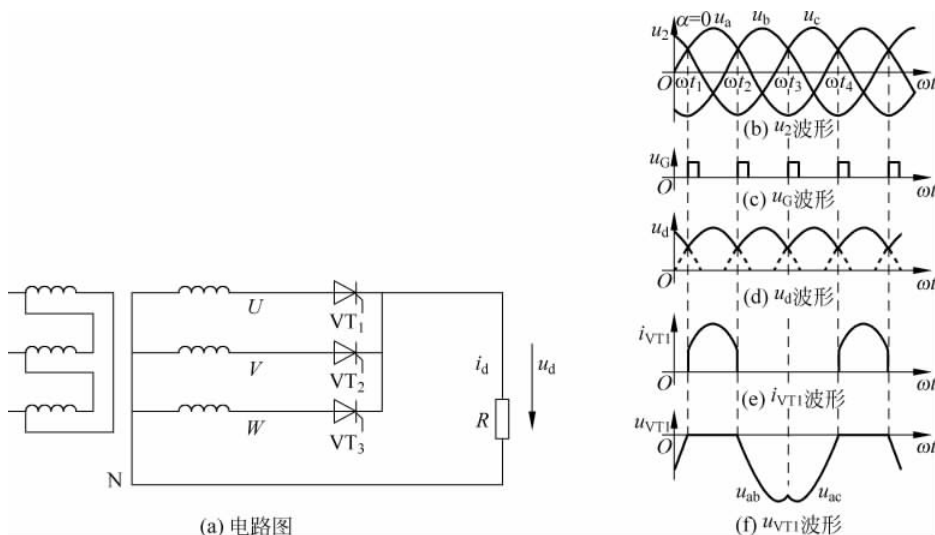 U
VT1
V
VT2
W
VT3
N
id
R
ud
(a) 电路图
u2
α=0
ua
ub
uc
O
ωt1
ωt2
ωt3
ωt4
ωt
(b) u2波形
uG
O
ωt
(c) uG波形
ud
O
ωt
(d) ud波形
iVT1
O
ωt
(e) iVT1波形
uVT1
O
ωt
uab
uac
(f) uVT1波形